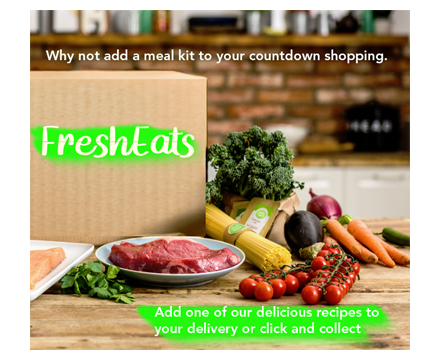 Why not add a meal kit to your countdown shopping.
FreshEats
Add one of our delicious recipes to
your delivery or click and collect